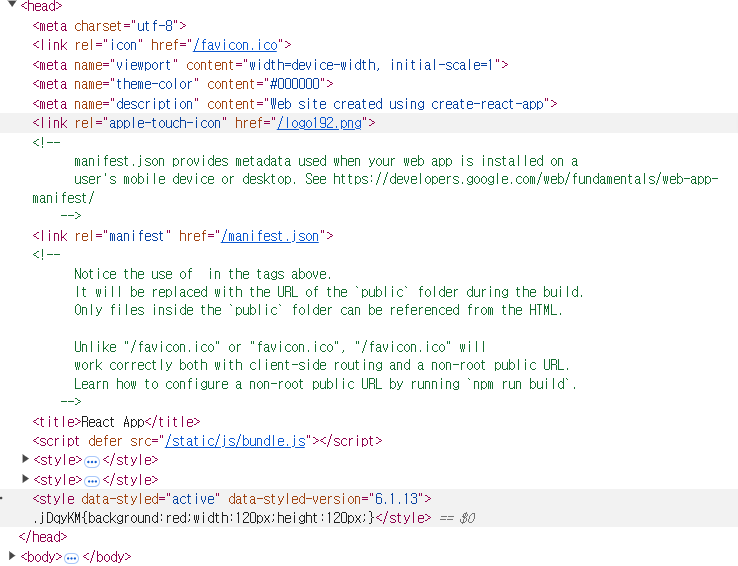 <head>
<meta charset="utf-8">
<link rel="icon" href="/favicon.ico">
<meta name="viewport" content="width=device-width, initial-scale=1">
<meta name="theme-color" content="#000000">
<meta name="description" content="Web site created using create-react-app">
<link rel="apple-touch-icon" href="/logo192.png">
<!--
manifest.json provides metadata used when your web app is installed on a
user's mobile device or desktop. See https://developers.google.com/web/fundamentals/web-app-
manifest/
-->
<link rel="manifest" href="/manifest.json">
<!--
Notice the use of  in the tags above.
It will be replaced with the URL of the `public` folder during the build.
Only files inside the `public` folder can be referenced from the HTML.

Unlike "/favicon.ico" or "favicon.ico", "/favicon.ico" will
work correctly both with client-side routing and a non-root public URL.
Learn how to configure a non-root public URL by running `npm run build`.
-->
<title>React App</title>
<script defer src="/static/js/bundle.js"></script>
<style>…</style>
<style>…</style>
<style data-styled="active" data-styled-version="6.1.13">
.jDqyKM{background:red;width:120px;height:120px;}</style> == $0
</head>
<body>…</body>